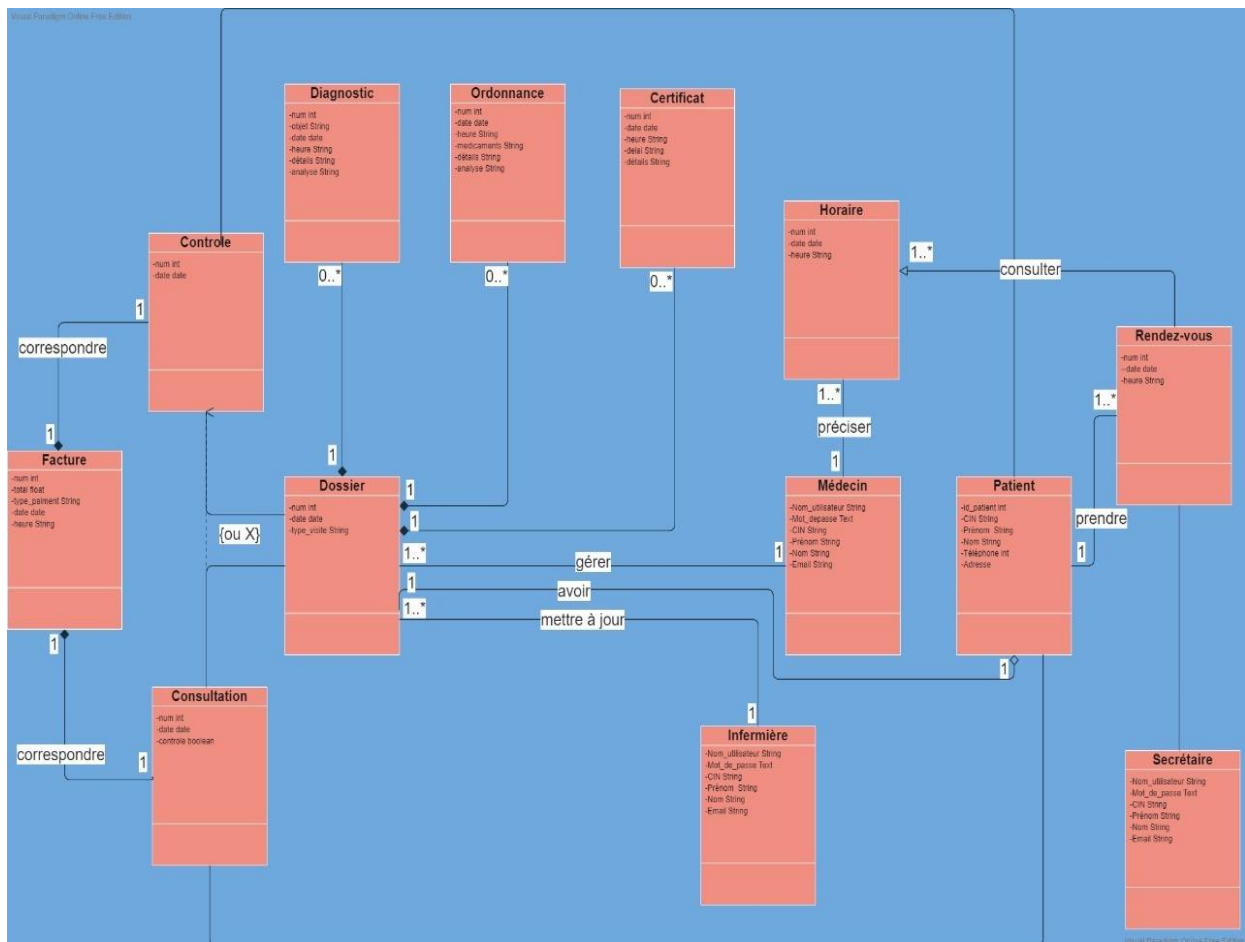 Visual Paradigm Online Free Edition
Diagnostic
-num int
-objet String
-date date
-heure String
-détails String
-analyse String
0..*
Ordonnance
-num int
-date date
-heure String
-medicaments String
-détails String
-analyse String
0..*
Certificat
-num int
-date date
-heure String
-delai String
-détails String
0..*
Horaire
-num int
-date date
-heure String
1..*
consulter
1..*
préciser
1
Controle
-num int
-date date
1
correspondre
1
Rendez-vous
-num int
--date date
-heure String
1..*
prendre
1
Facture
-num int
-total float
-type_paiment String
-date date
-heure String
1
correspondre
1
{ou X}
1
1
1
Dossier
-num int
-date date
-type_visite String
1..*
gérer
1
1
avoir
1
1..*
mettre à jour
1
Médecin
-Nom_utilisateur String
-Mot_depasse Text
-CIN String
-Prénom String
-Nom String
-Email String
Patient
-id_patient int
-CIN String
-Prénom String
-Nom String
-Téléphone int
-Adresse
Consultation
-num int
-date date
-controle boolean
Infermière
-Nom_utilisateur String
-Mot_de_passe Text
-CIN String
-Prénom String
-Nom String
-Email String
Secrétaire
-Nom_utilisateur String
-Mot_de_passe Text
-CIN String
-Prénom String
-Nom String
-Email String
Visual Paradigm Online Free Edition